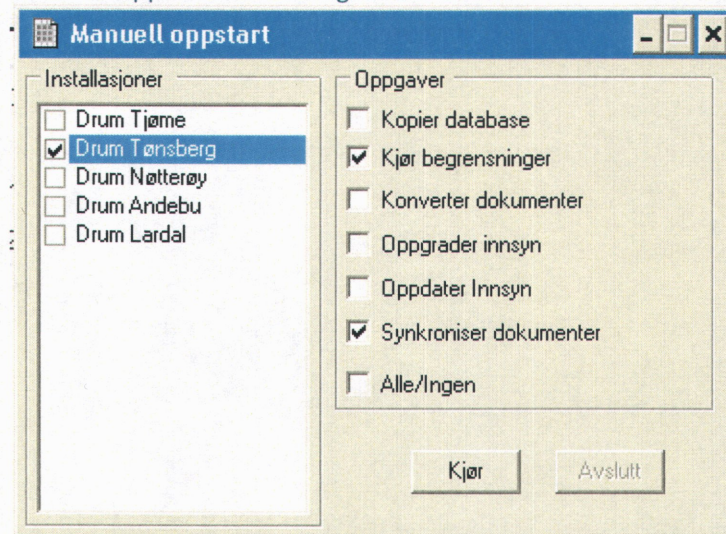 Manuell oppstart
Installasjoner
Drum Tjøme
Drum Tønsberg
Drum Nøtterøy
Drum Andebu
Drum Lardal
Oppgaver
Kopier database
Kjør begrensninger
Konverter dokumenter
Oppgrader innsyn
Oppdater Innsyn
Synkroniser dokumenter
Alle/Ingen
Kjør
Avslutt